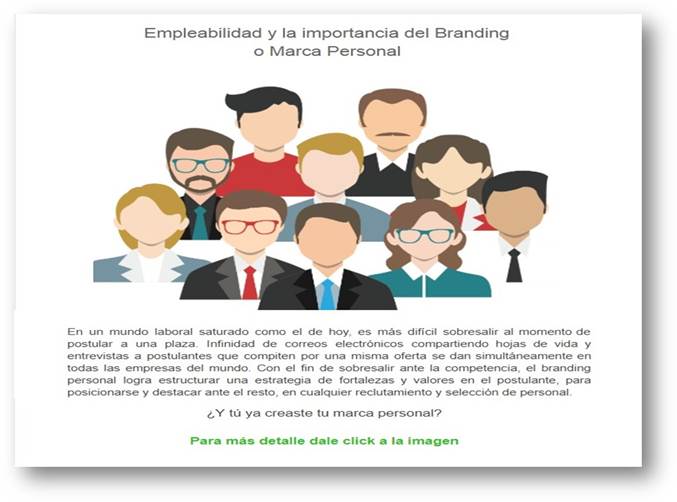 Empleabilidad y la importancia del Branding
o Marca Personal
En un mundo laboral saturado como el de hoy, es más difícil sobresalir al momento de
postular a una plaza. Infinidad de correos electrónicos compartiendo hojas de vida y
entrevistas a postulantes que compiten por una misma oferta se dan simultáneamente en
todas las empresas del mundo. Con el fin de sobresalir ante la competencia, el branding
personal logra estructurar una estrategia de fortalezas y valores en el postulante, para
posicionarse y destacar ante el resto, en cualquier reclutamiento y selección de personal.
¿Y tú ya creaste tu marca personal?
Para más detalle dale click a la imagen